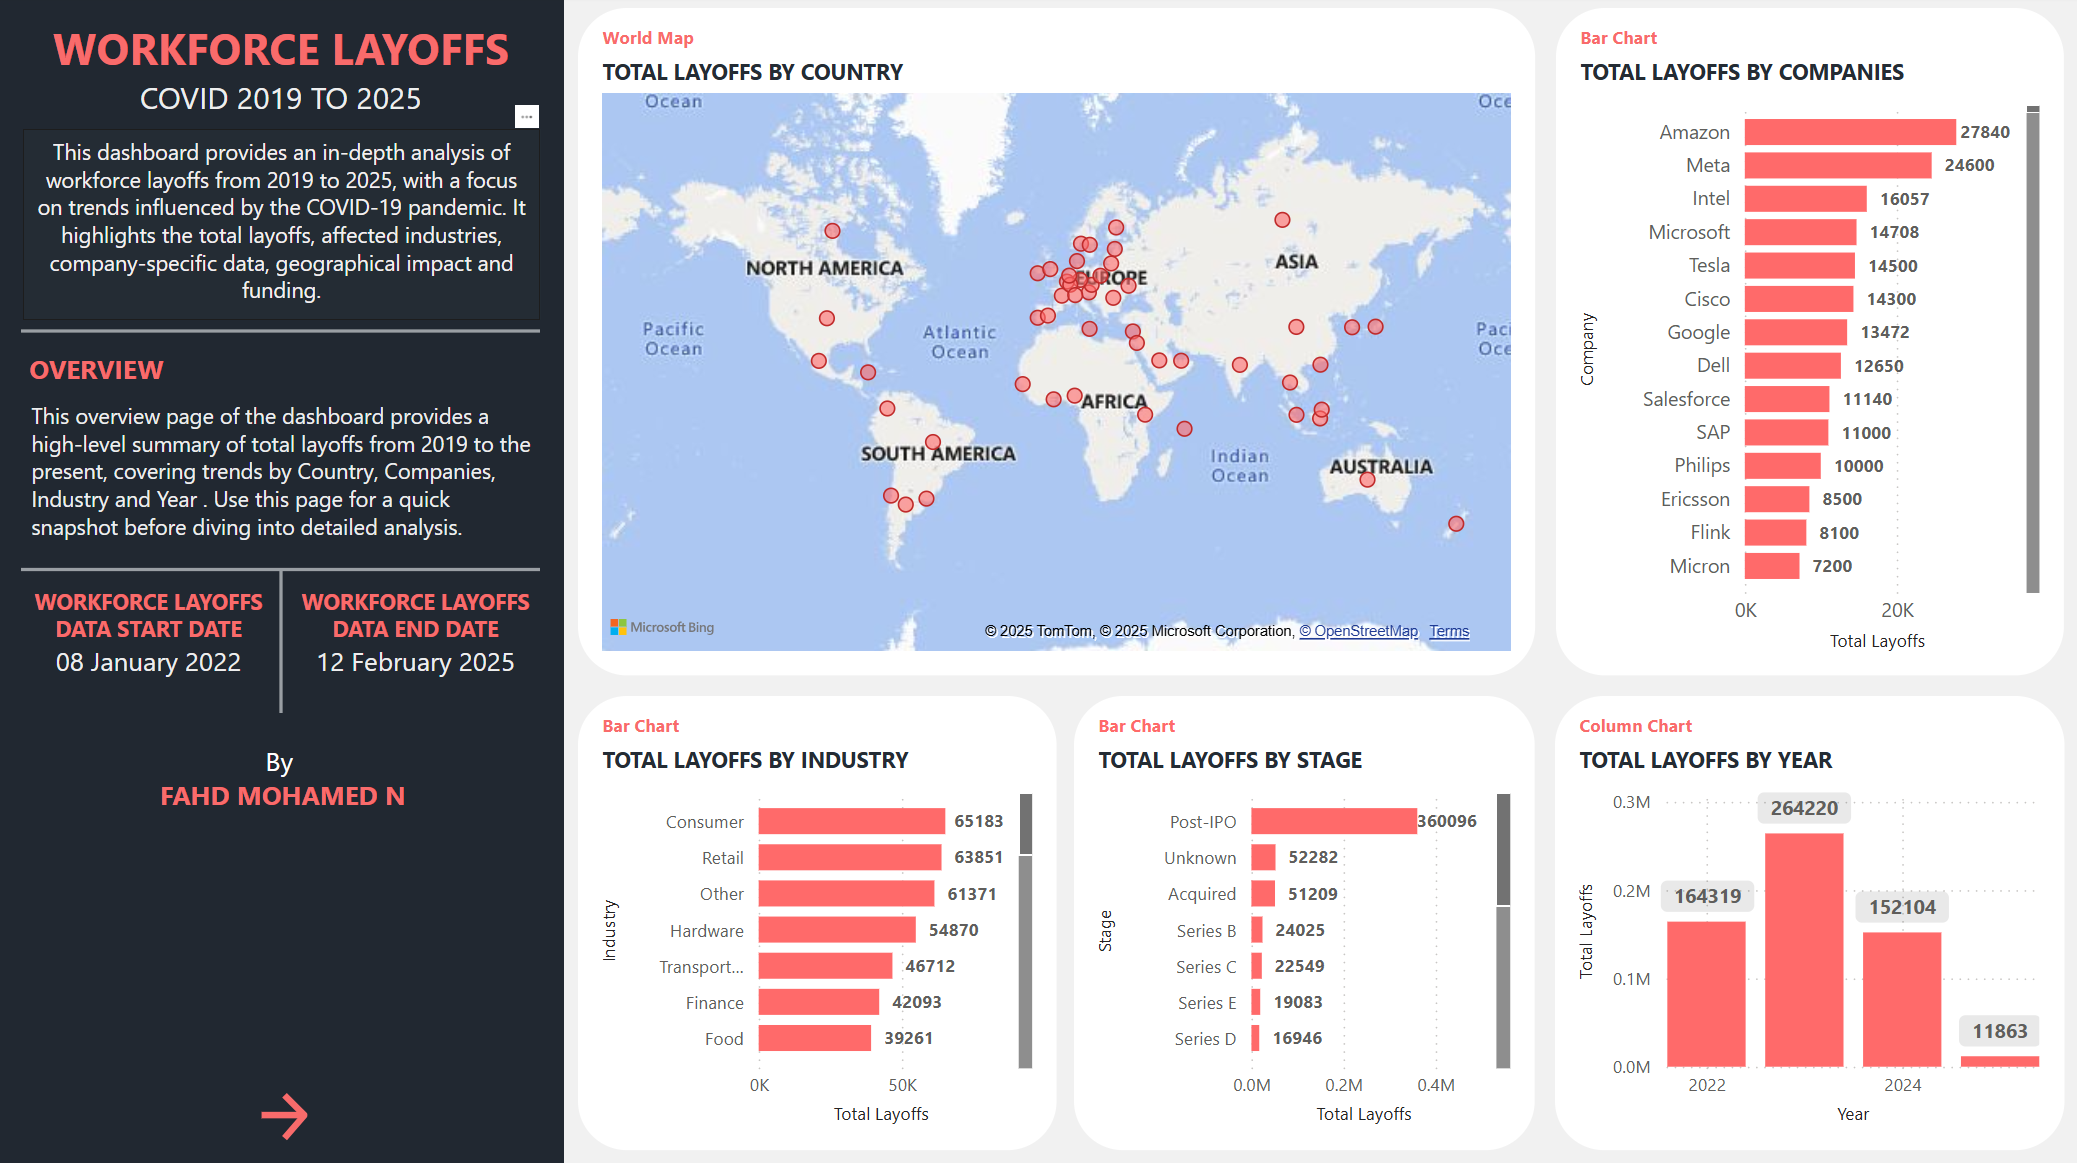 WORKFORCE LAYOFFS
COVID 2019 TO 2025
This dashboard provides an in-depth analysis of
workforce layoffs from 2019 to 2025, with a focus
on trends influenced by the COVID-19 pandemic. It
highlights the total layoffs, affected industries,
company-specific data, geographical impact and
funding.
OVERVIEW
This overview page of the dashboard provides a
high-level summary of total layoffs from 2019 to the
present, covering trends by Country, Companies,
Industry and Year . Use this page for a quick
snapshot before diving into detailed analysis.
WORKFORCE LAYOFFS
DATA START DATE
08 January 2022
WORKFORCE LAYOFFS
DATA END DATE
12 February 2025
By
FAHD MOHAMED N
World Map
TOTAL LAYOFFS BY COUNTRY
Ocean
Oce
NORTH AMERICA
EUROPE
ASIA
Pacific
Ocean
Atlantic
Ocean
Paci
Oce
AFRICA
SOUTH AMERICA
Indian
Ocean
AUSTRALIA
Microsoft Bing
© 2025 TomTom, © 2025 Microsoft Corporation, © OpenStreetMap Terms
Bar Chart
TOTAL LAYOFFS BY COMPANIES
Company
Amazon 27840
Meta 24600
Intel 16057
Microsoft 14708
Tesla 14500
Cisco 14300
Google 13472
Dell 12650
Salesforce 11140
SAP 11000
Philips 10000
Ericsson 8500
Flink 8100
Micron 7200
0K 20K
Total Layoffs
Bar Chart
TOTAL LAYOFFS BY INDUSTRY
Industry
Consumer 65183
Retail 63851
Other 61371
Hardware 54870
Transport... 46712
Finance 42093
Food 39261
0K 50K
Total Layoffs
Bar Chart
TOTAL LAYOFFS BY STAGE
Stage
Post-IPO 360096
Unknown 52282
Acquired 51209
Series B 24025
Series C 22549
Series E 19083
Series D 16946
0.0M 0.2M 0.4M
Total Layoffs
Column Chart
TOTAL LAYOFFS BY YEAR
Total Layoffs
0.3M
0.2M
0.1M
0.0M
164319
264220
152104
11863
2022 2024
Year